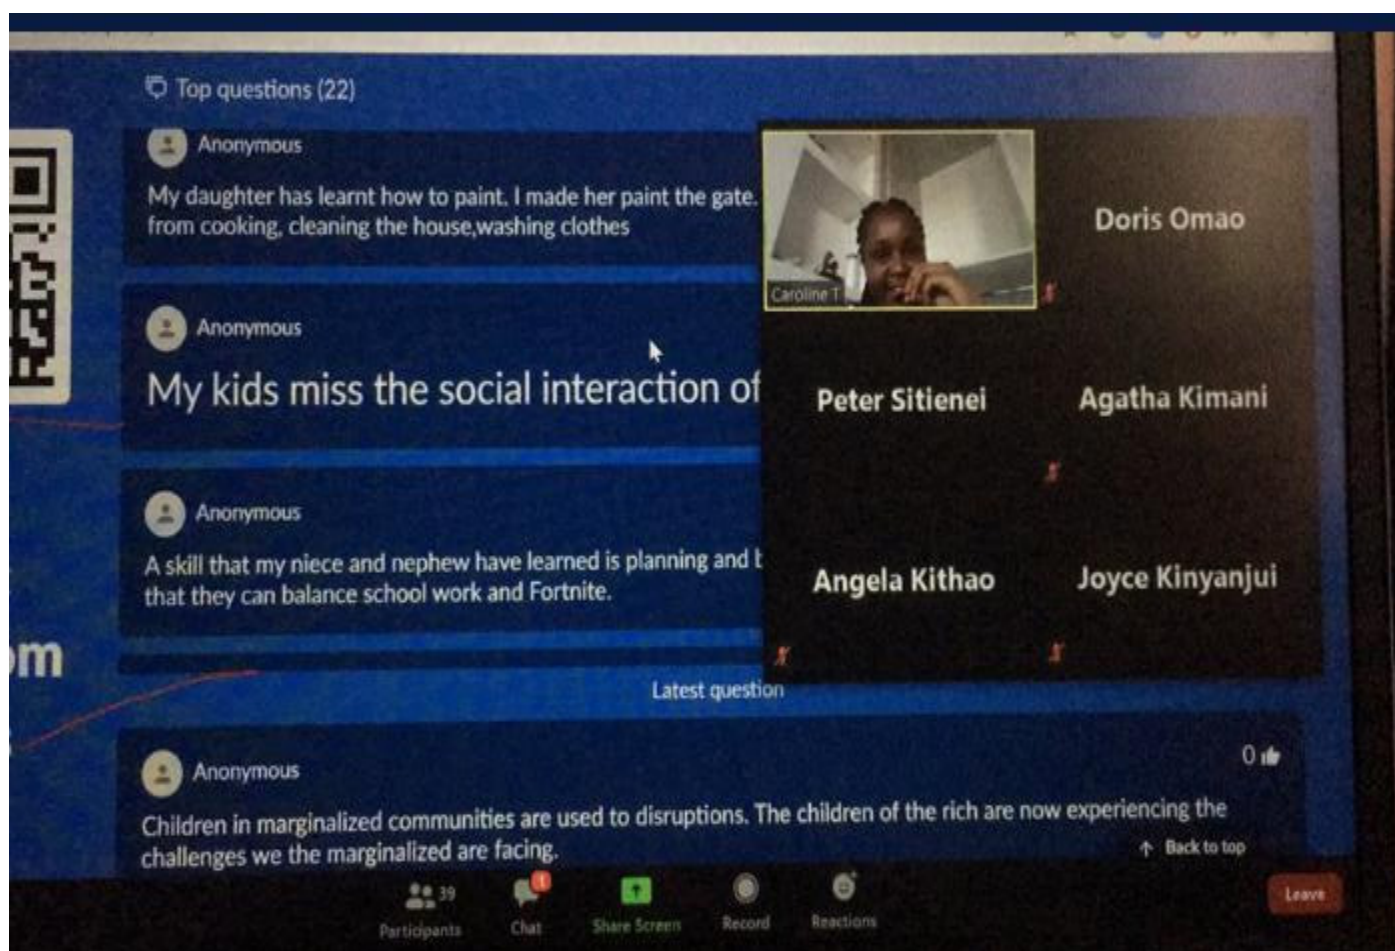 Top questions (22)
Anonymous
My daughter has learnt how to paint. I made her paint the gate.
from cooking, cleaning the house,washing clothes
Anonymous
My kids miss the social interaction of
Anonymous
A skill that my niece and nephew have learned is planning and b
that they can balance school work and Fortnite.
om
Latest question
Anonymous
0
Children in marginalized communities are used to disruptions. The children of the rich are now experiencing the
challenges we the marginalized are facing.
Back to top
Caroline T
Doris Omao
Peter Sitienei
Agatha Kimani
Angela Kithao
Joyce Kinyanjui
39
Participants
1
Chat
Share Screen
Record
Reactions
Leave